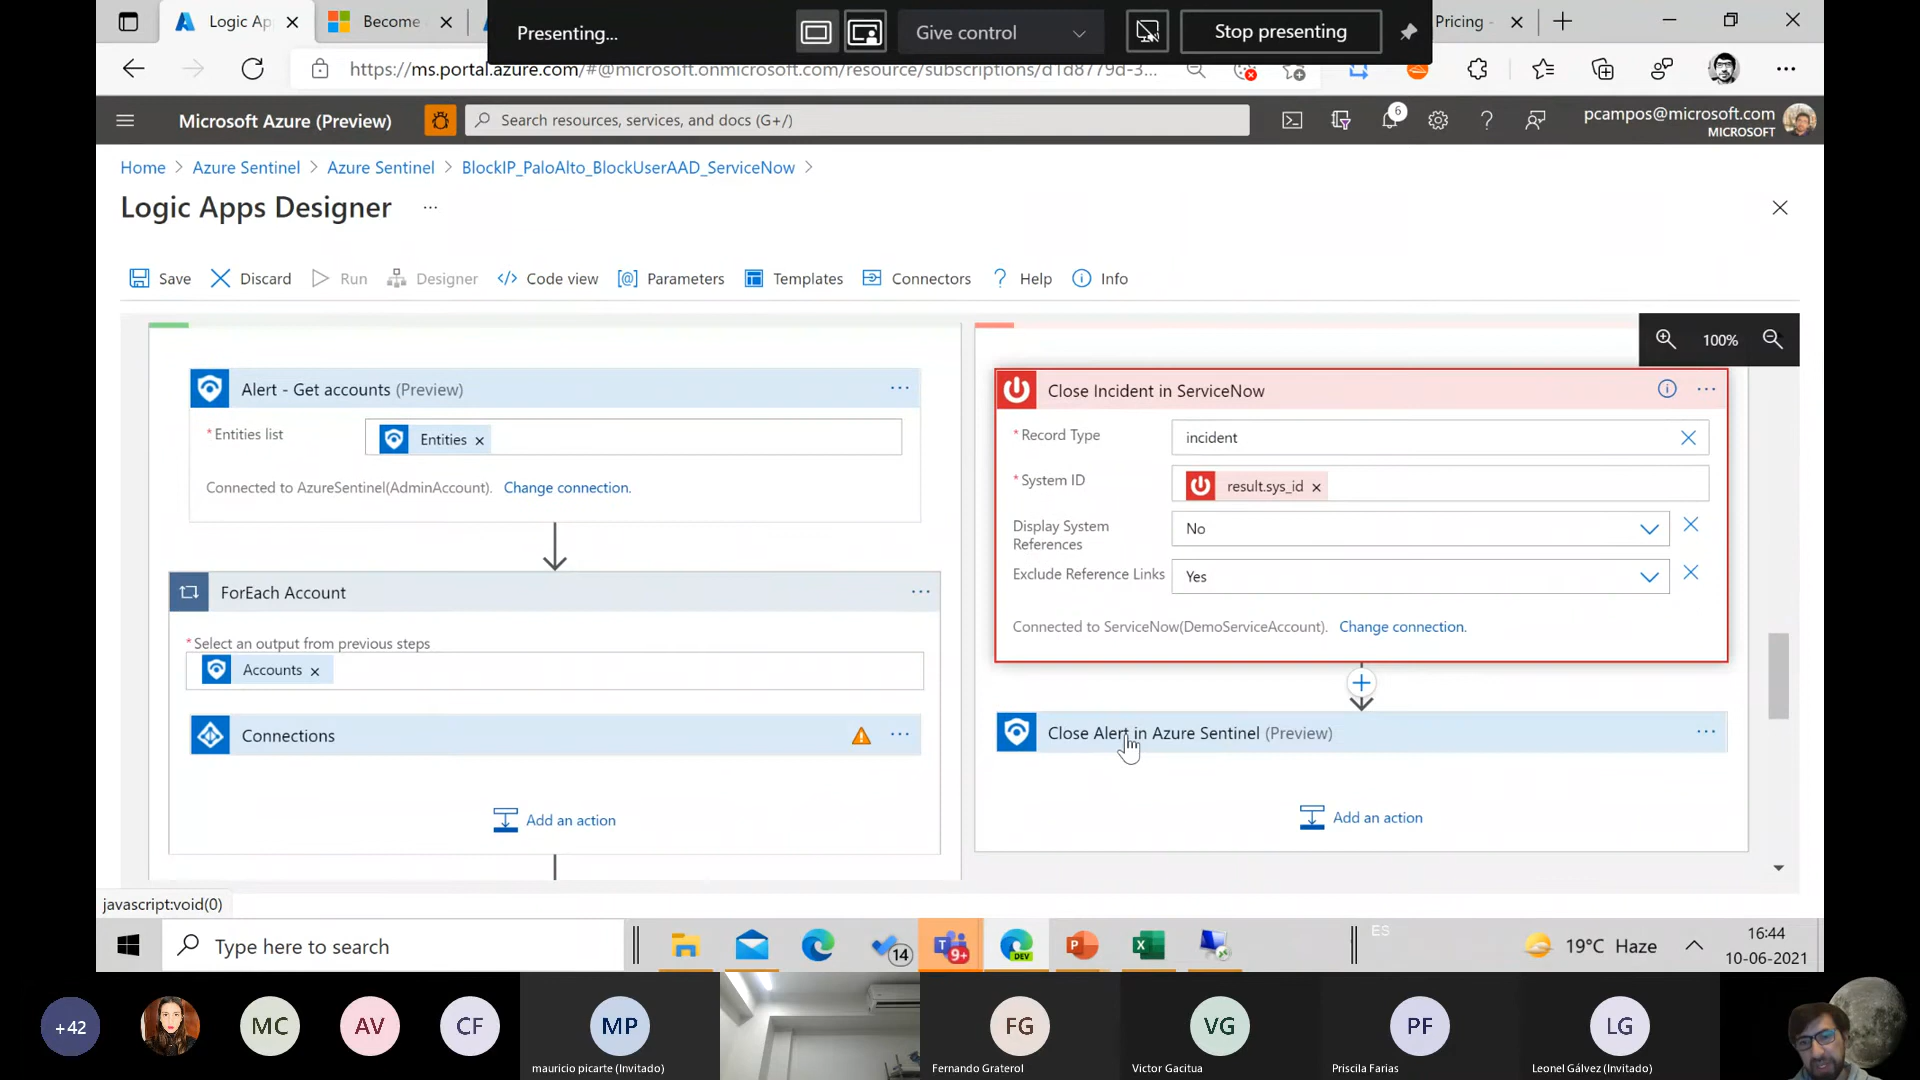 Logic Ap
Become
Presenting...
Give control
Stop presenting
Pricing -
https://ms.portal.azure.com/#@microsoft.onmicrosoft.com/resource/subscriptions/d1d8779d-3...
Microsoft Azure (Preview)
Search resources, services, and docs (G+/)
6
pcampos@microsoft.com
MICROSOFT
Home > Azure Sentinel > Azure Sentinel > BlockIP_PaloAlto_BlockUserAAD_ServiceNow >
Logic Apps Designer ...
Save Discard Run Designer Code view Parameters Templates Connectors Help Info
100%
Alert - Get accounts (Preview)
* Entities list
Entities
Connected to AzureSentinel(AdminAccount). Change connection.
ForEach Account
* Select an output from previous steps
Accounts
Connections
Add an action
Close Incident in ServiceNow
* Record Type
incident
* System ID
result.sys_id
Display System References
No
Exclude Reference Links
Yes
Connected to ServiceNow(DemoServiceAccount). Change connection.
Close Alert in Azure Sentinel (Preview)
Add an action
javascript:void(0)
Type here to search
14
9+
DEV
ES
19°C Haze
16:44
10-06-2021
+42
MC
AV
CF
MP
mauricio picarte (Invitado)
FG
Fernando Graterol
VG
Victor Gacitua
PF
Priscila Farias
LG
Leonel Gálvez (Invitado)